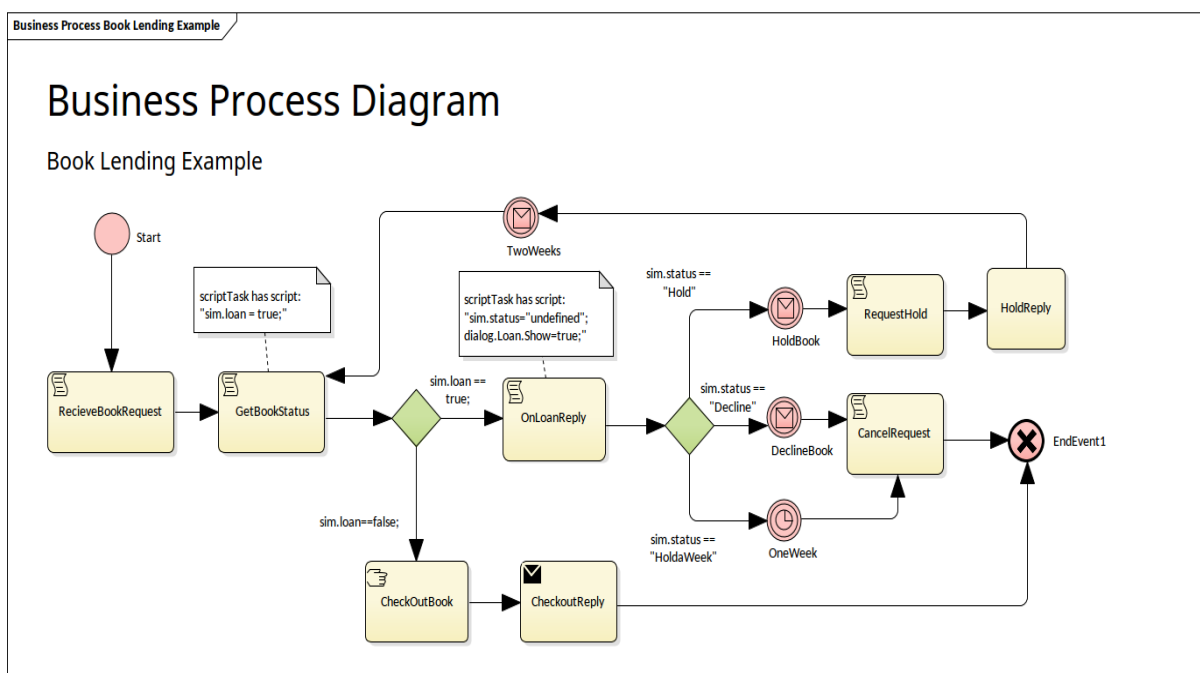 Business Process Book Lending Example
Business Process Diagram
Book Lending Example
Start
TwoWeeks
scriptTask has script:
"sim.loan = true;"
scriptTask has script:
"sim.status="undefined";
dialog.Loan.Show=true;"
sim.status ==
"Hold"
HoldBook
RequestHold
HoldReply
RecieveBookRequest
GetBookStatus
sim.loan ==
true;
OnLoanReply
sim.status ==
"Decline"
DeclineBook
CancelRequest
EndEvent1
sim.loan==false;
sim.status ==
"HoldaWeek"
OneWeek
CheckOutBook
CheckoutReply